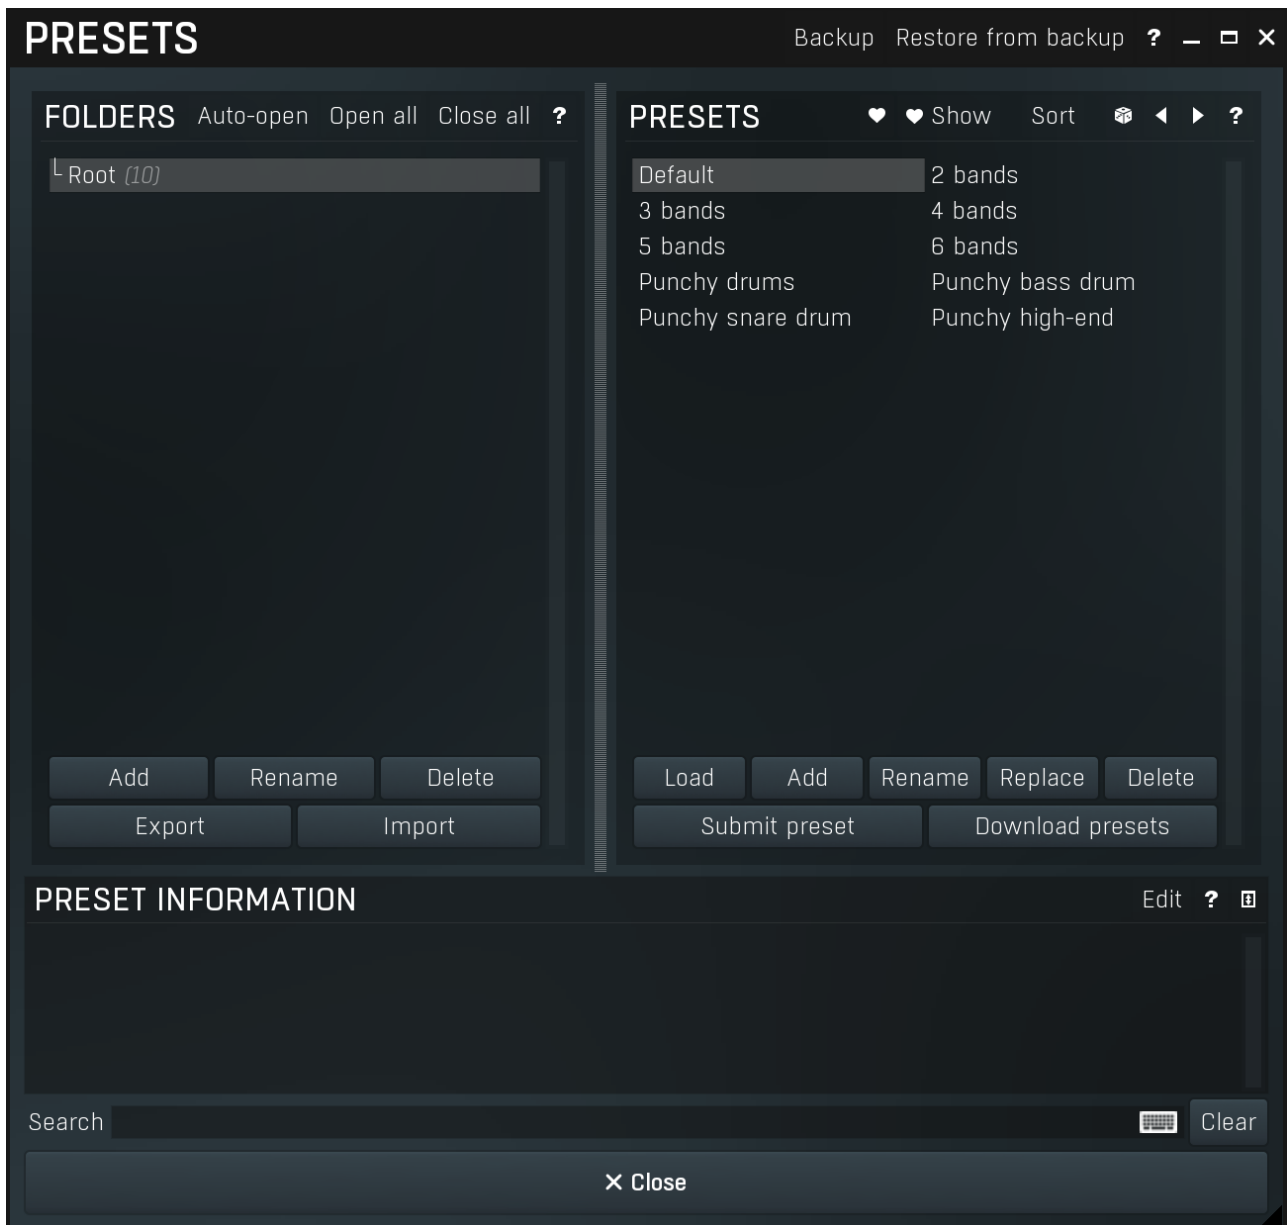 PRESETS Backup Restore from backup ?
FOLDERS Auto-open Open all Close all ?
Root (10)
Add Rename Delete
Export Import
PRESETS Show Sort ?
Default 2 bands
3 bands 4 bands
5 bands 6 bands
Punchy drums Punchy bass drum
Punchy snare drum Punchy high-end
Load Add Rename Replace Delete
Submit preset Download presets
PRESET INFORMATION Edit ?
Search Clear
Close